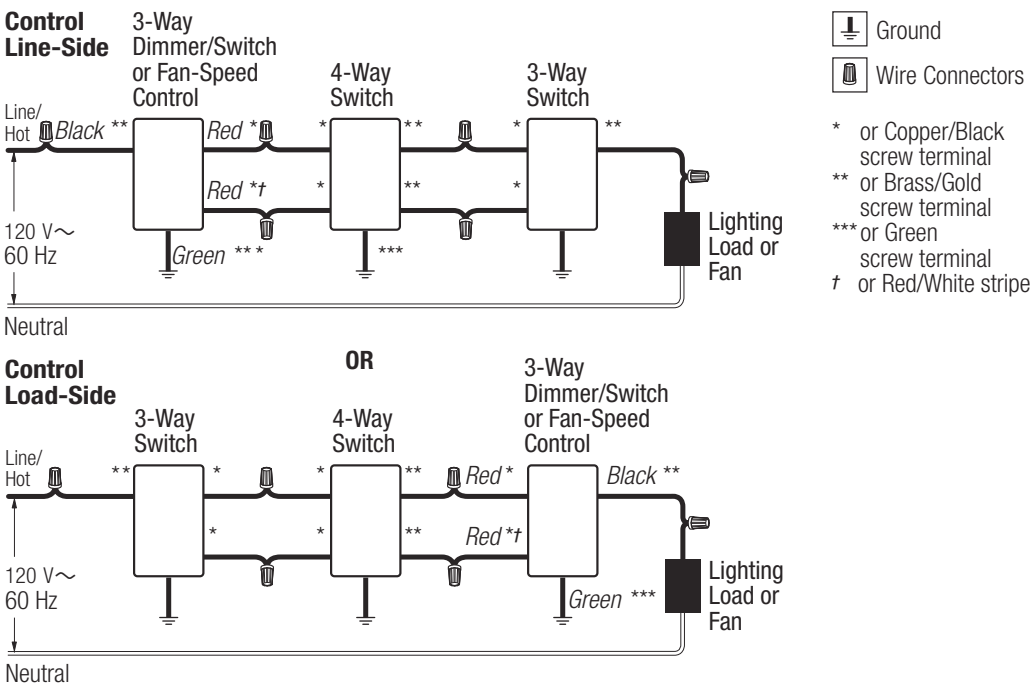 Control
Line-Side
3-Way
Dimmer/Switch
or Fan-Speed
Control
4-Way
Switch
3-Way
Switch
Line/
Hot
Black **
Red *
*
**
*
**
Red *†
*
**
*
120 V~
60 Hz
Green ** *
***
Lighting
Load or
Fan
Neutral
Ground
Wire Connectors
* or Copper/Black
screw terminal
** or Brass/Gold
screw terminal
*** or Green
screw terminal
† or Red/White stripe
OR
Control
Load-Side
3-Way
Switch
4-Way
Switch
3-Way
Dimmer/Switch
or Fan-Speed
Control
Line/
Hot
**
*
*
**
Red *
Black **
*
*
**
Red *†
120 V~
60 Hz
Green ***
Lighting
Load or
Fan
Neutral